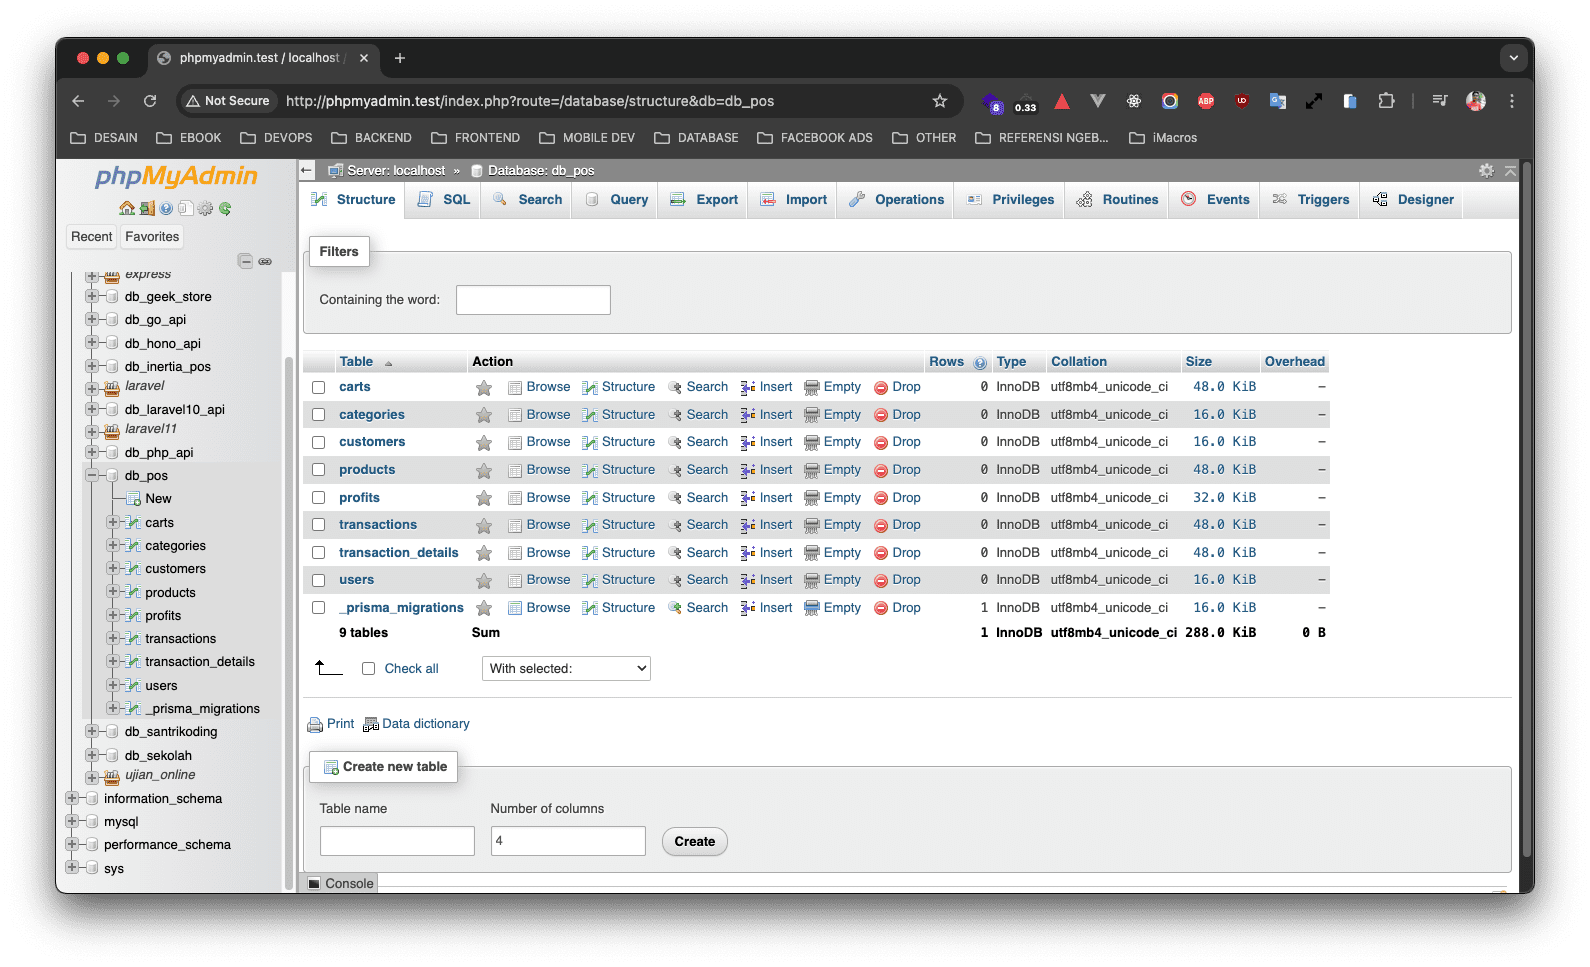 phpmyadmin.test / localhost /
Not Secure
http://phpmyadmin.test/index.php?route=/database/structure&db=db_pos
8
0.33
ABP
DESAIN
EBOOK
DEVOPS
BACKEND
FRONTEND
MOBILE DEV
DATABASE
FACEBOOK ADS
OTHER
REFERENSI NGEB...
iMacros
phpMyAdmin
Recent
Favorites
express
db_geek_store
db_go_api
db_hono_api
db_inertia_pos
laravel
db_laravel10_api
laravel11
db_php_api
db_pos
New
carts
categories
customers
products
profits
transactions
transaction_details
users
_prisma_migrations
db_santrikoding
db_sekolah
ujian_online
information_schema
mysql
performance_schema
sys
Server: localhost » Database: db_pos
Structure SQL Search Query Export Import Operations Privileges Routines Events Triggers Designer
Filters
Containing the word:
Table Action Rows Type Collation Size Overhead
carts Browse Structure Search Insert Empty Drop 0 InnoDB utf8mb4_unicode_ci 48.0 KiB –
categories Browse Structure Search Insert Empty Drop 0 InnoDB utf8mb4_unicode_ci 16.0 KiB –
customers Browse Structure Search Insert Empty Drop 0 InnoDB utf8mb4_unicode_ci 16.0 KiB –
products Browse Structure Search Insert Empty Drop 0 InnoDB utf8mb4_unicode_ci 48.0 KiB –
profits Browse Structure Search Insert Empty Drop 0 InnoDB utf8mb4_unicode_ci 32.0 KiB –
transactions Browse Structure Search Insert Empty Drop 0 InnoDB utf8mb4_unicode_ci 48.0 KiB –
transaction_details Browse Structure Search Insert Empty Drop 0 InnoDB utf8mb4_unicode_ci 48.0 KiB –
users Browse Structure Search Insert Empty Drop 0 InnoDB utf8mb4_unicode_ci 16.0 KiB –
_prisma_migrations Browse Structure Search Insert Empty Drop 1 InnoDB utf8mb4_unicode_ci 16.0 KiB –
9 tables Sum 1 InnoDB utf8mb4_unicode_ci 288.0 KiB 0 B
Check all With selected:
Print Data dictionary
Create new table
Table name Number of columns
4 Create
Console